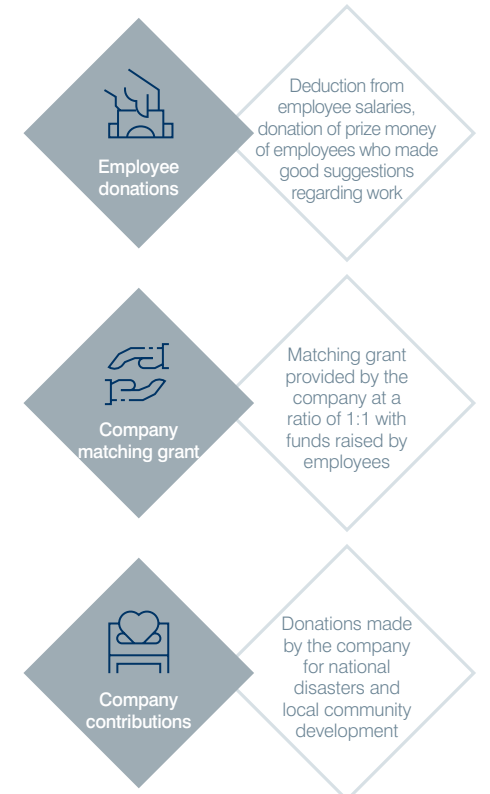 Employee
donations
Deduction from
employee salaries,
donation of prize money
of employees who made
good suggestions
regarding work
Company
matching grant
Matching grant
provided by the
company at a
ratio of 1:1 with
funds raised by
employees
Company
contributions
Donations made
by the company
for national
disasters and
local community
development